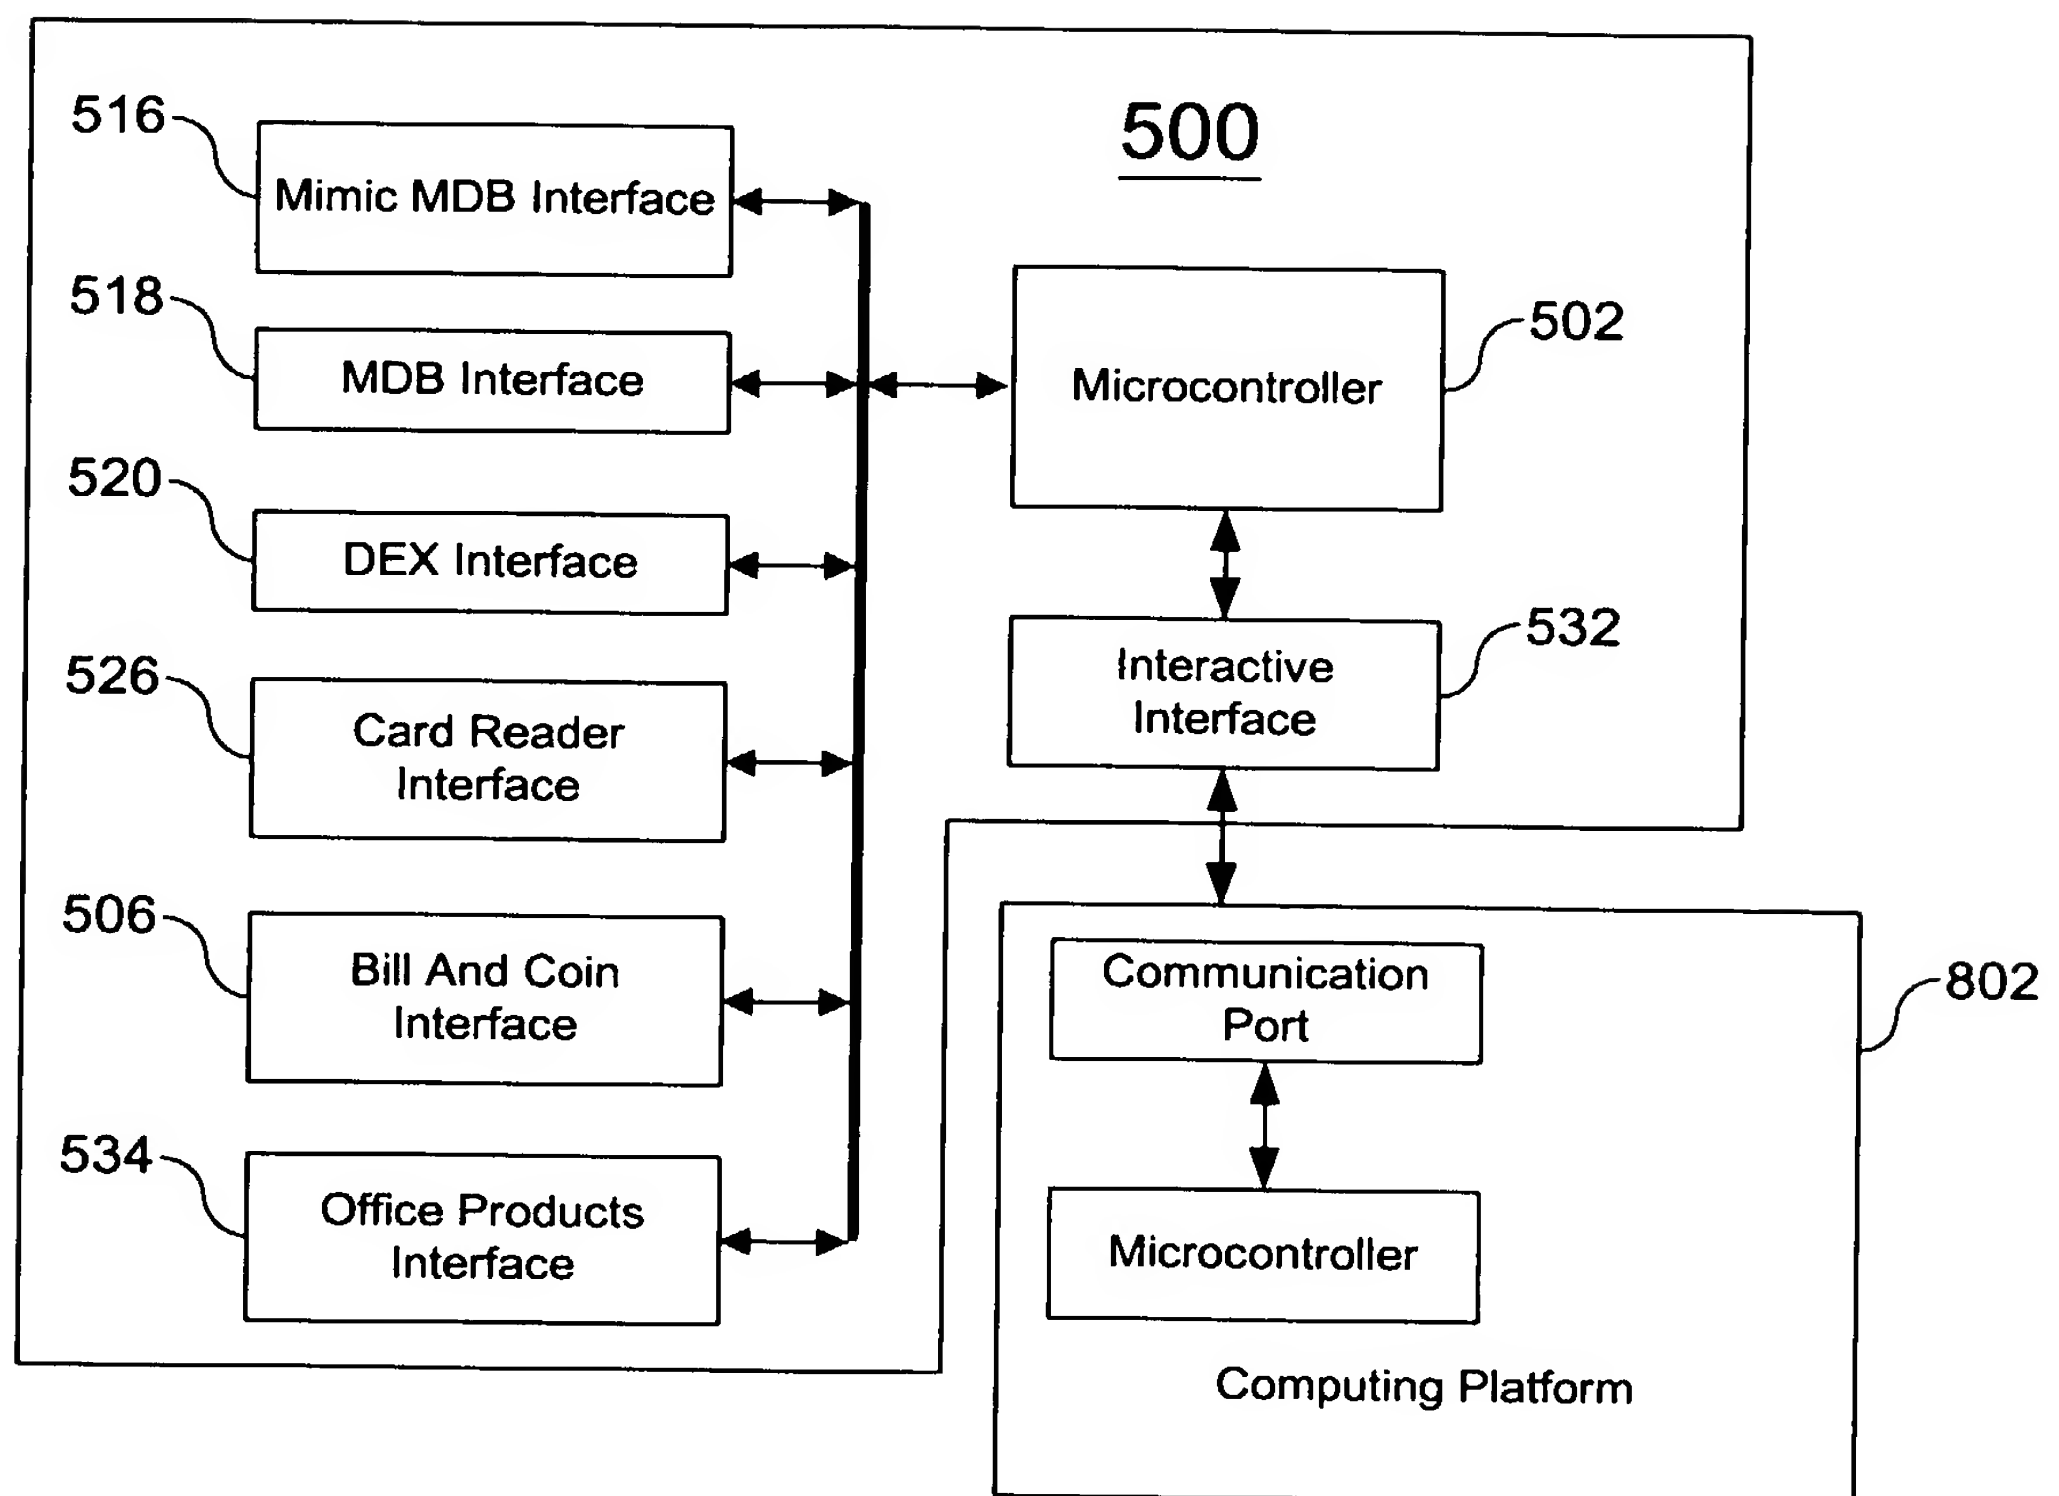 500
516
Mimic MDB Interface
518
MDB Interface
520
DEX Interface
526
Card Reader
Interface
506
Bill And Coin
Interface
534
Office Products
Interface
Microcontroller
502
Interactive
Interface
532
Communication
Port
802
Microcontroller
Computing Platform